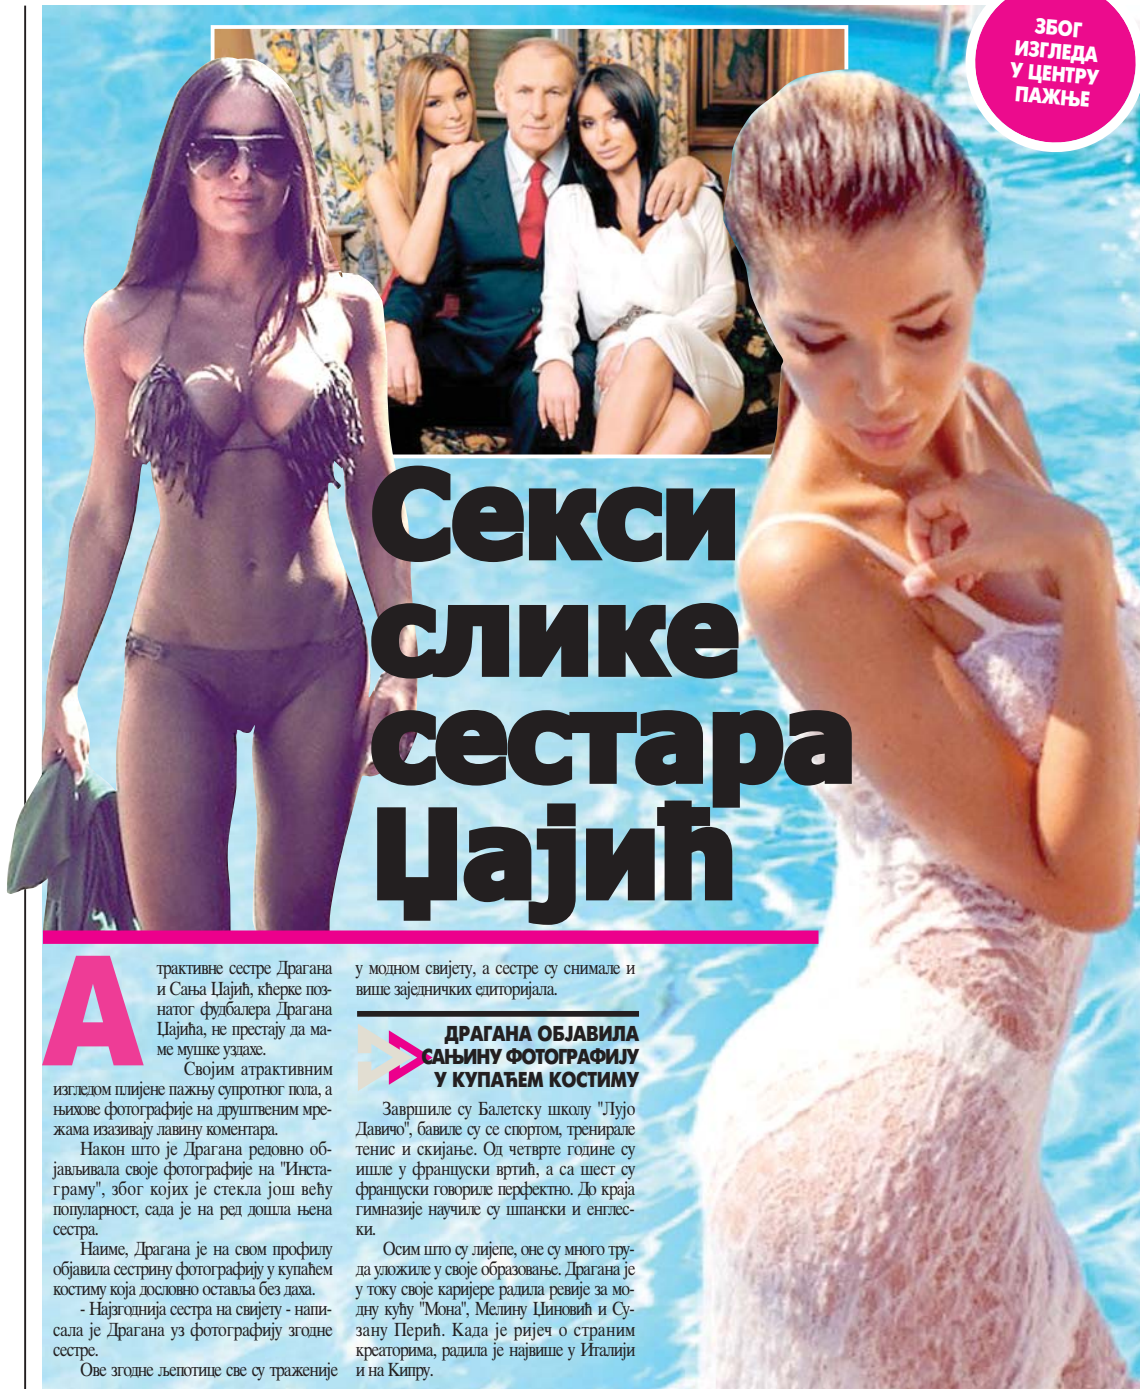 ЗБОГ
ИЗГЛЕДА
У ЦЕНТРУ
ПАЖЊЕ
Секси
слике
сестара
Џајић
Атрактивне сестре Драгана
и Сања Џајић, кћерке поз-
натог фудбалера Драгана
Џајића, не престају да ма-
ме мушке уздахе.
Својим атрактивним
изгледом плијене пажњу супротног пола, а
њихове фотографије на друштвеним мре-
жама изазивају лавину коментара.
Након што је Драгана редовно об-
јављивала своје фотографије на "Инста-
граму", због којих је стекла још већу
популарност, сада је на ред дошла њена
сестра.
Наиме, Драгана је на свом профилу
објавила сестрину фотографију у купаћем
костиму која дословно оставља без даха.
- Најзгоднија сестра на свијету - напи-
сала је Драгана уз фотографију згодне
сестре.
Ове згодне љепотице све су траженије
у модном свијету, а сестре су снимале и
више заједничких едиторијала.
ДРАГАНА ОБЈАВИЛА
САЊИНУ ФОТОГРАФИЈУ
У КУПАЋЕМ КОСТИМУ
Завршиле су Балетску школу "Лујо
Давичо", бавиле су се спортом, тренирале
тенис и скијање. Од четврте године су
ишле у француски вртић, а са шест су
француски говориле перфектно. До краја
гимназије научиле су шпански и енглес-
ки.
Осим што су лијепе, оне су много тру-
да уложиле у своје образовање. Драгана је
у току своје каријере радила ревије за мо-
дну кућу "Мона", Мелину Џиновић и Су-
зану Перић. Када је ријеч о страним
креаторима, радила је највише у Италији
и на Кипру.